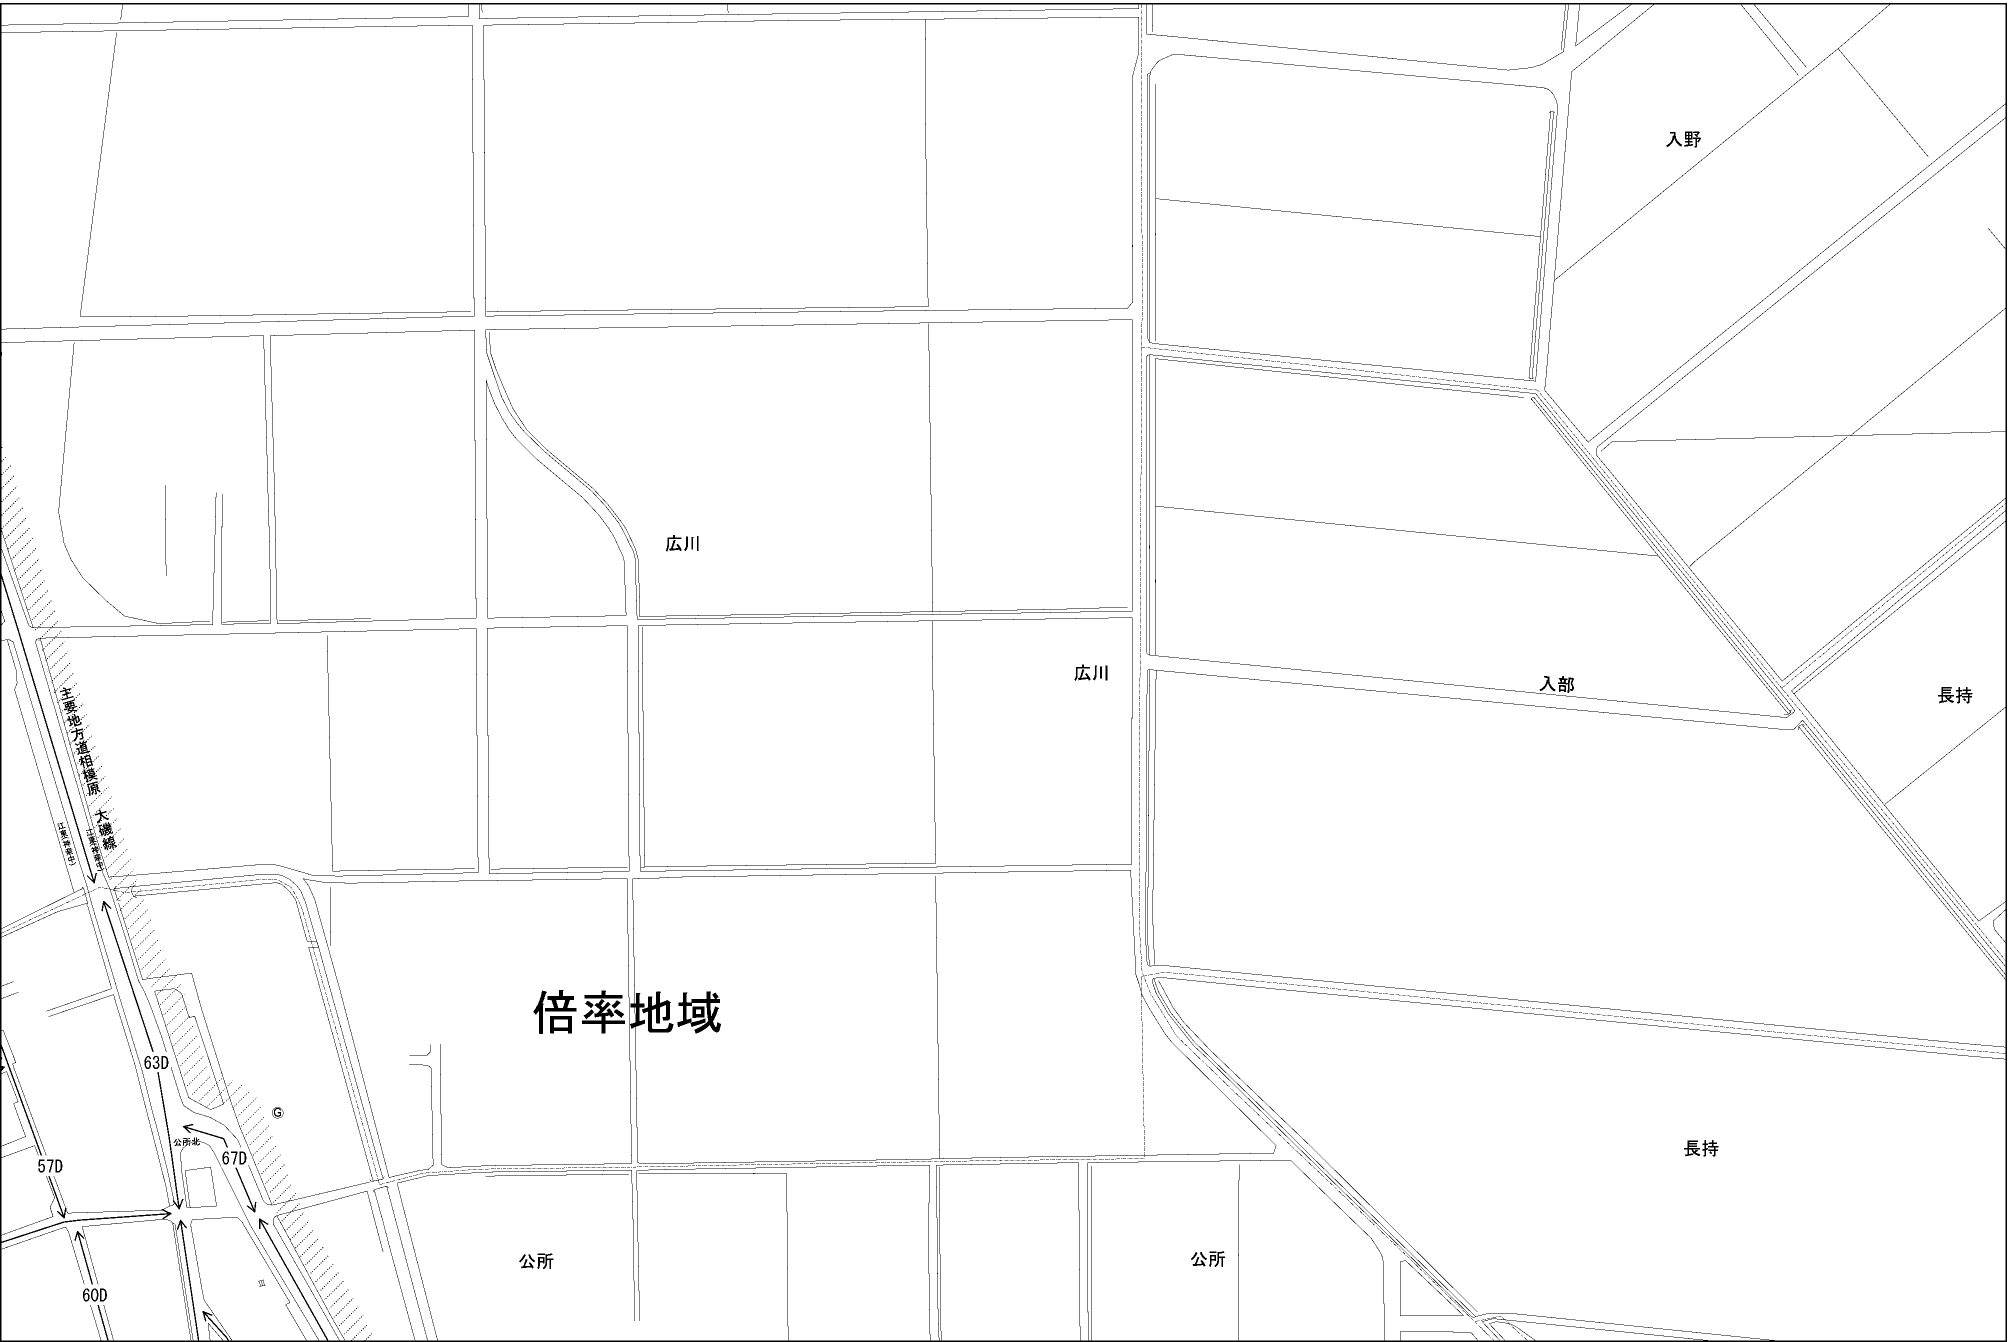 入野
広川
広川
入部
長持
主要地方道相模原 大磯線
倍率地域
63D
G
公所北
67D
57D
長持
公所
公所
60D